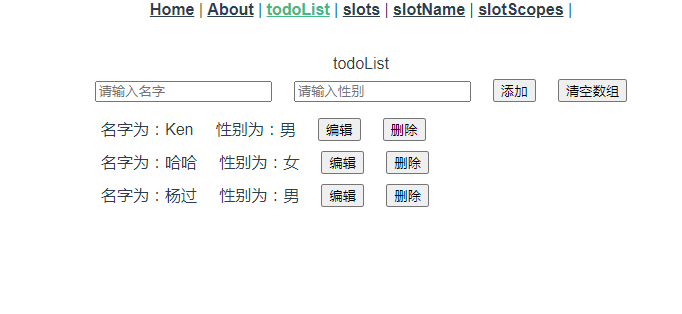 Home | About | todoList | slots | slotName | slotScopes |
todoList
请输入名字 请输入性别 添加 清空数组
名字为：Ken 性别为：男 编辑 删除
名字为：哈哈 性别为：女 编辑 删除
名字为：杨过 性别为：男 编辑 删除